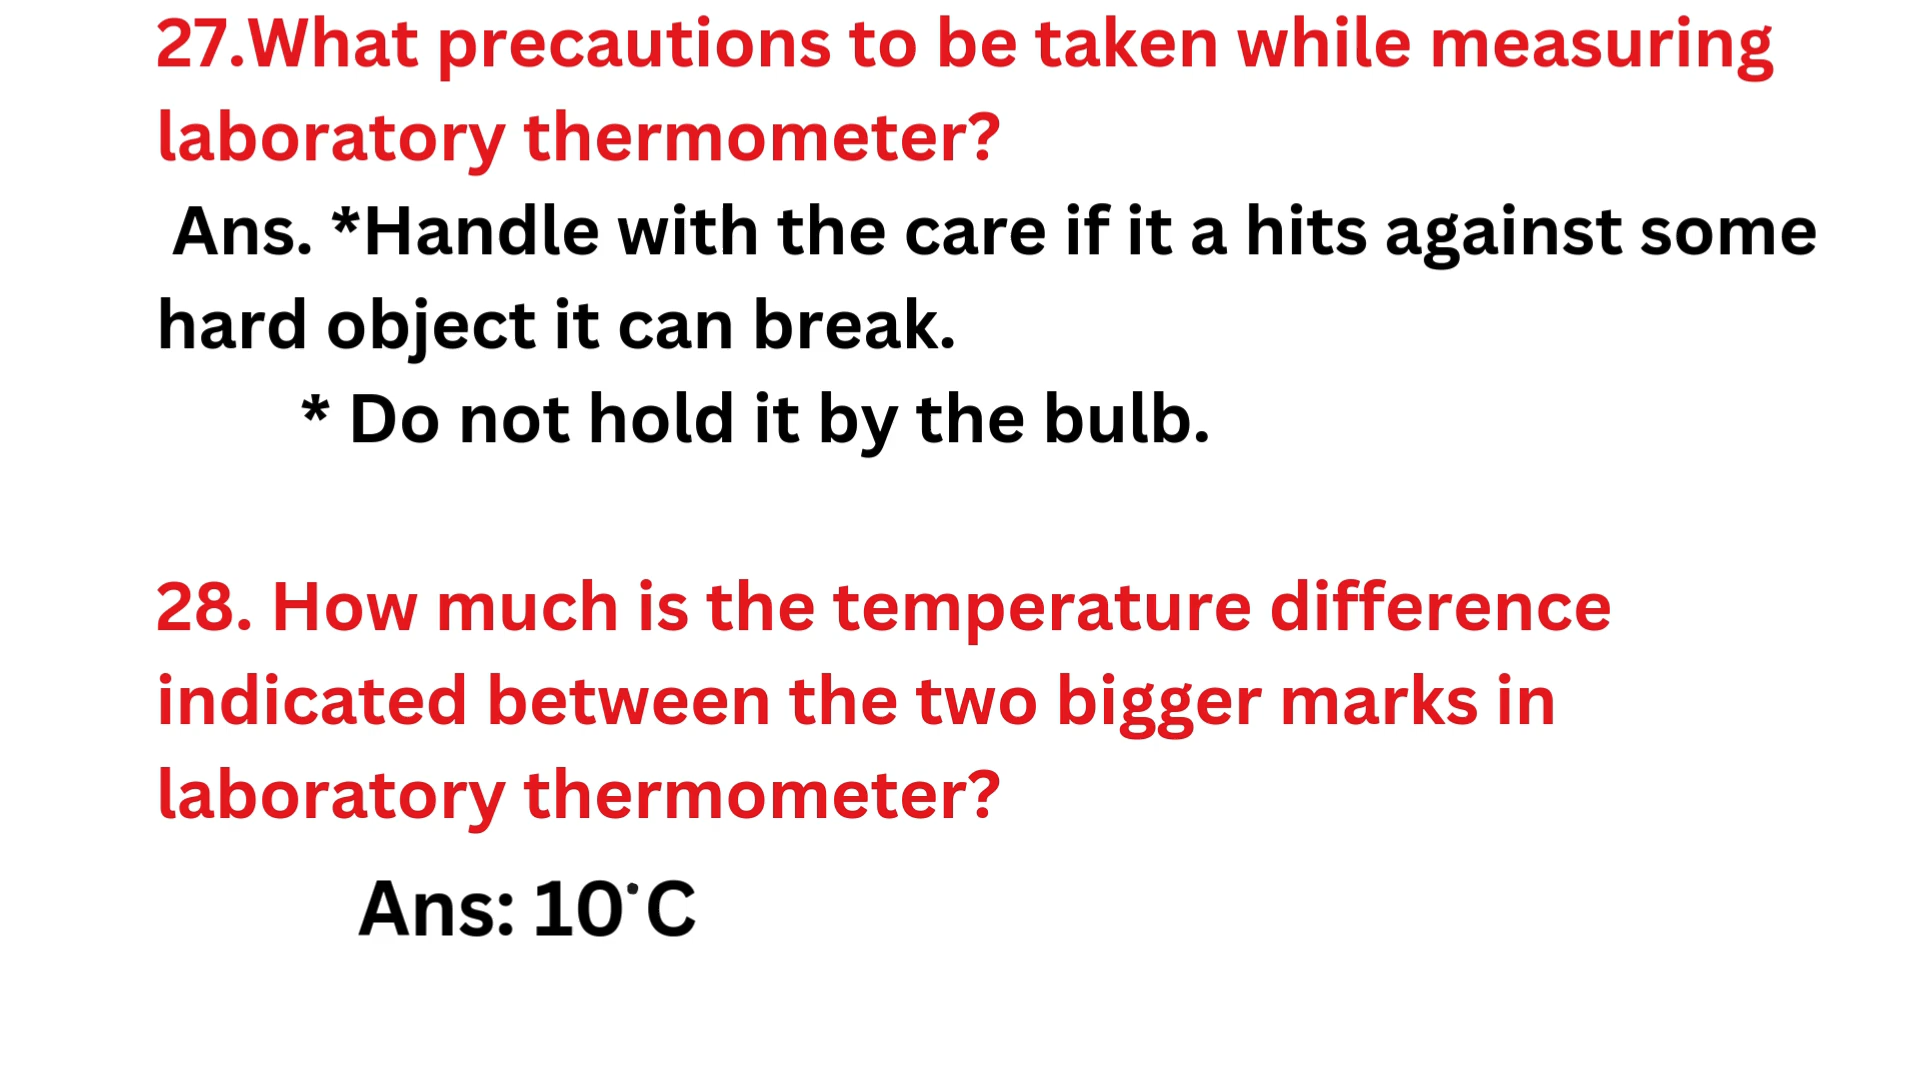 27.What precautions to be taken while measuring
laboratory thermometer?
Ans. *Handle with the care if it a hits against some
hard object it can break.
* Do not hold it by the bulb.
28. How much is the temperature difference
indicated between the two bigger marks in
laboratory thermometer?
Ans: 10˙C